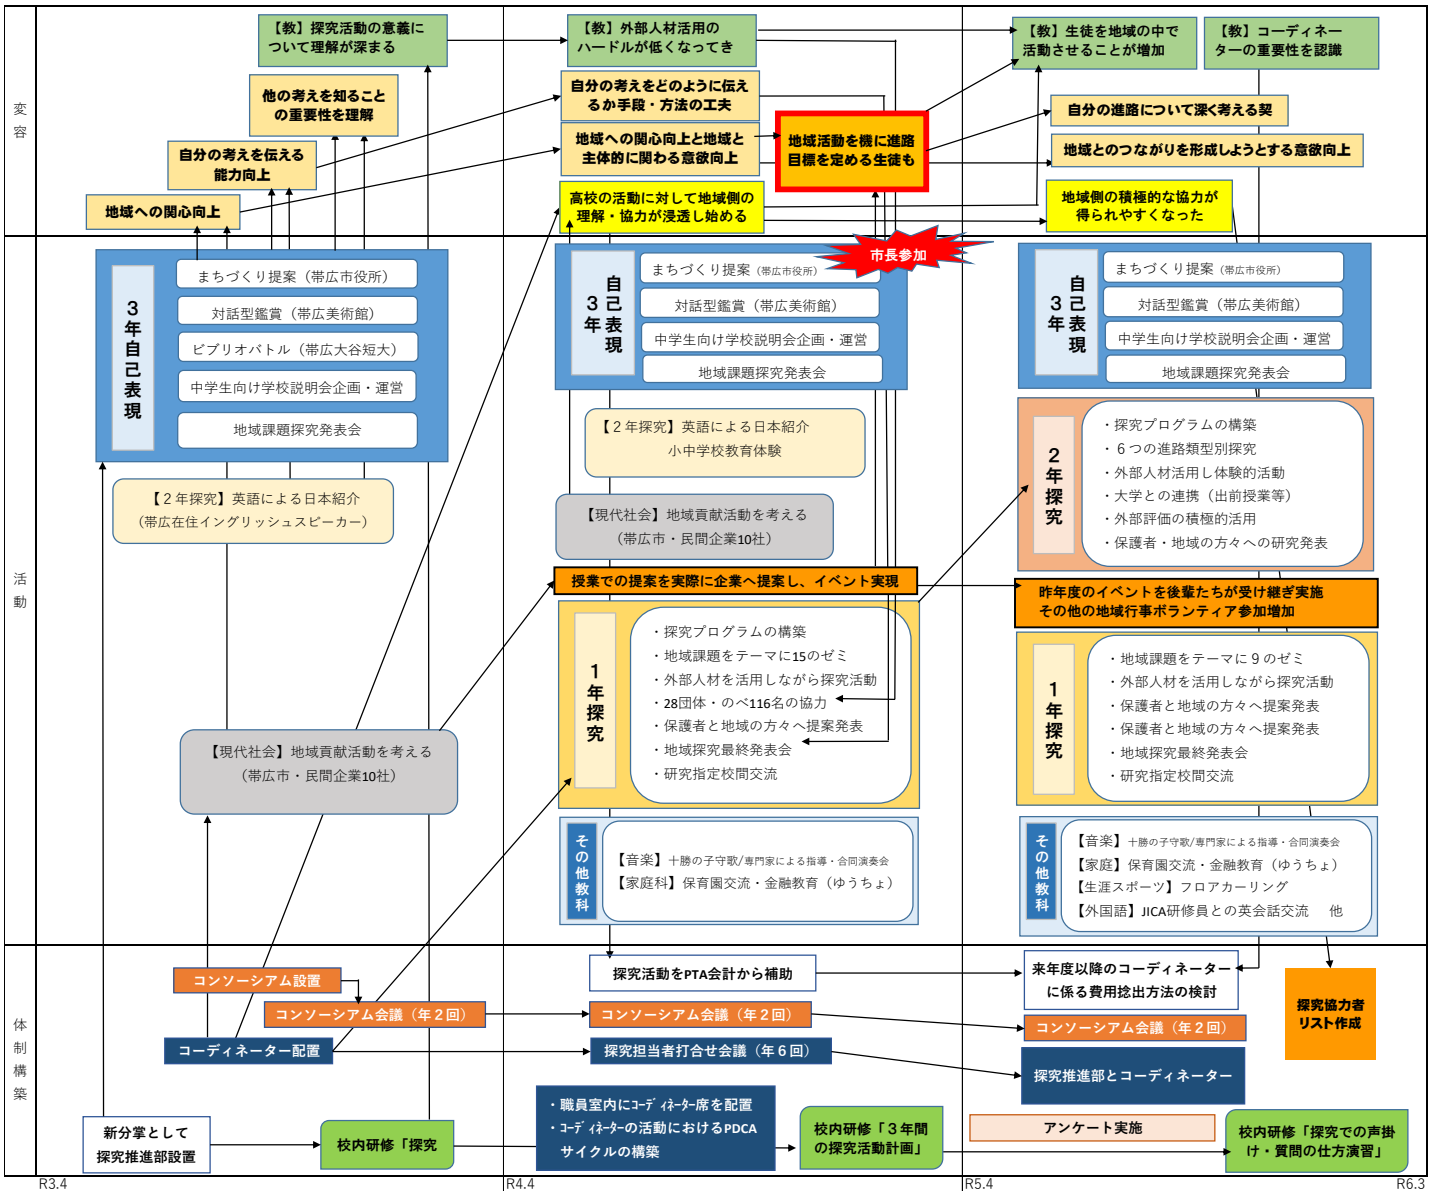 変
容
【教】探究活動の意義に
ついて理解が深まる
【教】外部人材活用の
ハードルが低くなってき
【教】生徒を地域の中で
活動させることが増加
【教】コーディネー
ターの重要性を認識
他の考えを知ること
の重要性を理解
自分の考えを伝える
能力向上
地域への関心向上
自分の考えをどのように伝え
るか手段・方法の工夫
地域への関心向上と地域と
主体的に関わる意欲向上
高校の活動に対して地域側の
理解・協力が浸透し始める
地域活動を機に進路
目標を定める生徒も
自分の進路について深く考える契
地域とのつながりを形成しようとする意欲向上
地域側の積極的な協力が
得られやすくなった
活
動
3年自己表現
まちづくり提案（帯広市役所）
対話型鑑賞（帯広美術館）
ビブリオバトル（帯広大谷短大）
中学生向け学校説明会企画・運営
地域課題探究発表会
【２年探究】英語による日本紹介
（帯広在住イングリッシュスピーカー）
【現代社会】地域貢献活動を考える
（帯広市・民間企業10社）
市長参加
自己表現
3年
まちづくり提案（帯広市役所）
対話型鑑賞（帯広美術館）
中学生向け学校説明会企画・運営
地域課題探究発表会
【２年探究】英語による日本紹介
小中学校教育体験
【現代社会】地域貢献活動を考える
（帯広市・民間企業10社）
授業での提案を実際に企業へ提案し、イベント実現
1年探究
・探究プログラムの構築
・地域課題をテーマに15のゼミ
・外部人材を活用しながら探究活動
・28団体・のべ116名の協力
・保護者と地域の方々へ提案発表
・地域探究最終発表会
・研究指定校間交流
その他教科
【音楽】十勝の子守歌/専門家による指導・合同演奏会
【家庭科】保育園交流・金融教育（ゆうちょ）
自己表現
3年
まちづくり提案（帯広市役所）
対話型鑑賞（帯広美術館）
中学生向け学校説明会企画・運営
地域課題探究発表会
2年探究
・探究プログラムの構築
・６つの進路類型別探究
・外部人材活用し体験的活動
・大学との連携（出前授業等）
・外部評価の積極的活用
・保護者・地域の方々への研究発表
昨年度のイベントを後輩たちが受け継ぎ実施
その他の地域行事ボランティア参加増加
1年探究
・地域課題をテーマに９のゼミ
・外部人材を活用しながら探究活動
・保護者と地域の方々へ提案発表
・保護者と地域の方々へ提案発表
・地域探究最終発表会
・研究指定校間交流
その他教科
【音楽】十勝の子守歌/専門家による指導・合同演奏会
【家庭】保育園交流・金融教育（ゆうちょ）
【生涯スポーツ】フロアカーリング
【外国語】JICA研修員との英会話交流　他
体
制
構
築
コンソーシアム設置
コンソーシアム会議（年２回）
コーディネーター配置
新分掌として
探究推進部設置
校内研修「探究
探究活動をPTA会計から補助
コンソーシアム会議（年２回）
探究担当者打合せ会議（年６回）
・職員室内にｺｰﾃﾞｨﾈｰﾀｰ席を配置
・ｺｰﾃﾞｨﾈｰﾀｰの活動におけるPDCA
サイクルの構築
校内研修「３年間
の探究活動計画」
来年度以降のコーディネーター
に係る費用捻出方法の検討
コンソーシアム会議（年２回）
探究推進部とコーディネーター
探究協力者
リスト作成
アンケート実施
校内研修「探究での声掛
け・質問の仕方演習」
R3.4
R4.4
R5.4
R6.3